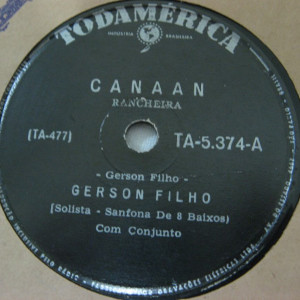 TODAMÉRICA
INDÚSTRIA BRASILEIRA
CANAAN
RANCHEIRA
(TA-477)
TA-5.374-A
- Gerson Filho -
GERSON FILHO
(Solista - Sanfona De 8 Baixos)
Com Conjunto